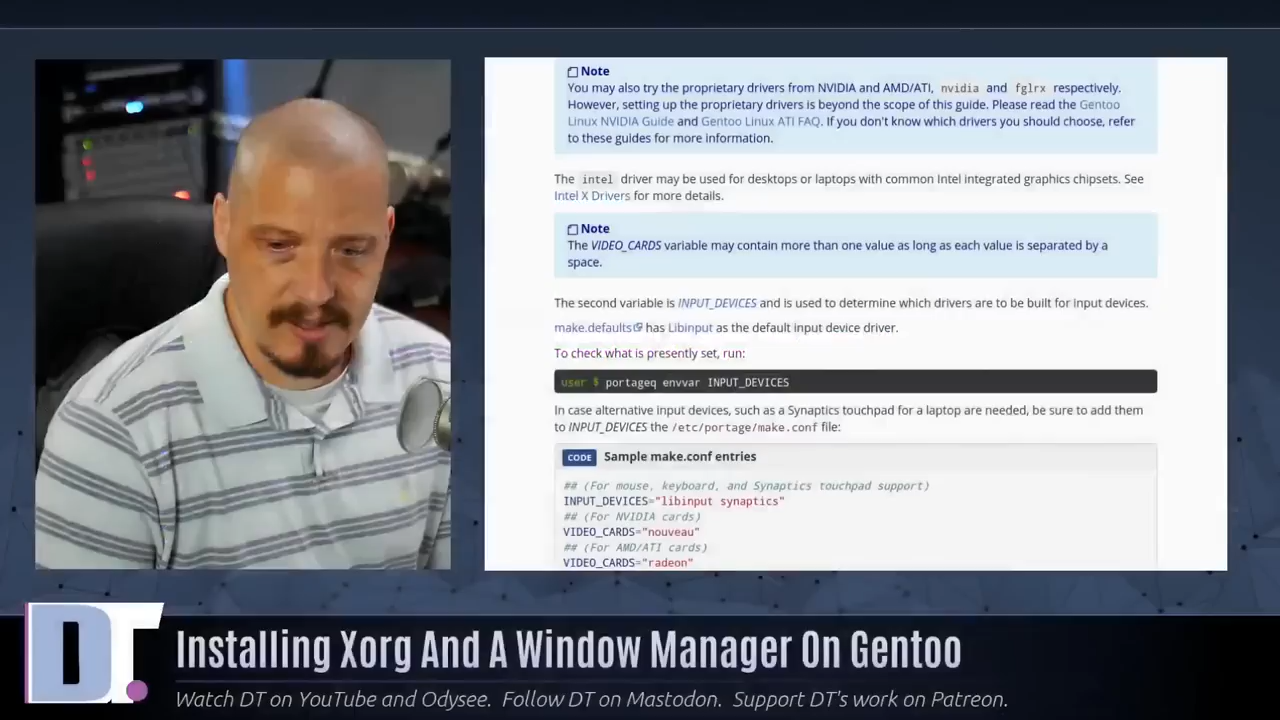 Note
You may also try the proprietary drivers from NVIDIA and AMD/ATI, nvidia and fglrx respectively.
However, setting up the proprietary drivers is beyond the scope of this guide. Please read the Gentoo
Linux NVIDIA Guide and Gentoo Linux ATI FAQ. If you don't know which drivers you should choose, refer
to these guides for more information.
The intel driver may be used for desktops or laptops with common Intel integrated graphics chipsets. See
Intel X Drivers for more details.
Note
The VIDEO_CARDS variable may contain more than one value as long as each value is separated by a
space.
The second variable is INPUT_DEVICES and is used to determine which drivers are to be built for input devices.
make.defaults has Libinput as the default input device driver.
To check what is presently set, run:
user $ portageq envvar INPUT_DEVICES
In case alternative input devices, such as a Synaptics touchpad for a laptop are needed, be sure to add them
to INPUT_DEVICES the /etc/portage/make.conf file:
CODE Sample make.conf entries
## (For mouse, keyboard, and Synaptics touchpad support)
INPUT_DEVICES="libinput synaptics"
## (For NVIDIA cards)
VIDEO_CARDS="nouveau"
## (For AMD/ATI cards)
VIDEO_CARDS="radeon"
DT.
Installing Xorg And A Window Manager On Gentoo
Watch DT on YouTube and Odysee. Follow DT on Mastodon. Support DT's work on Patreon.